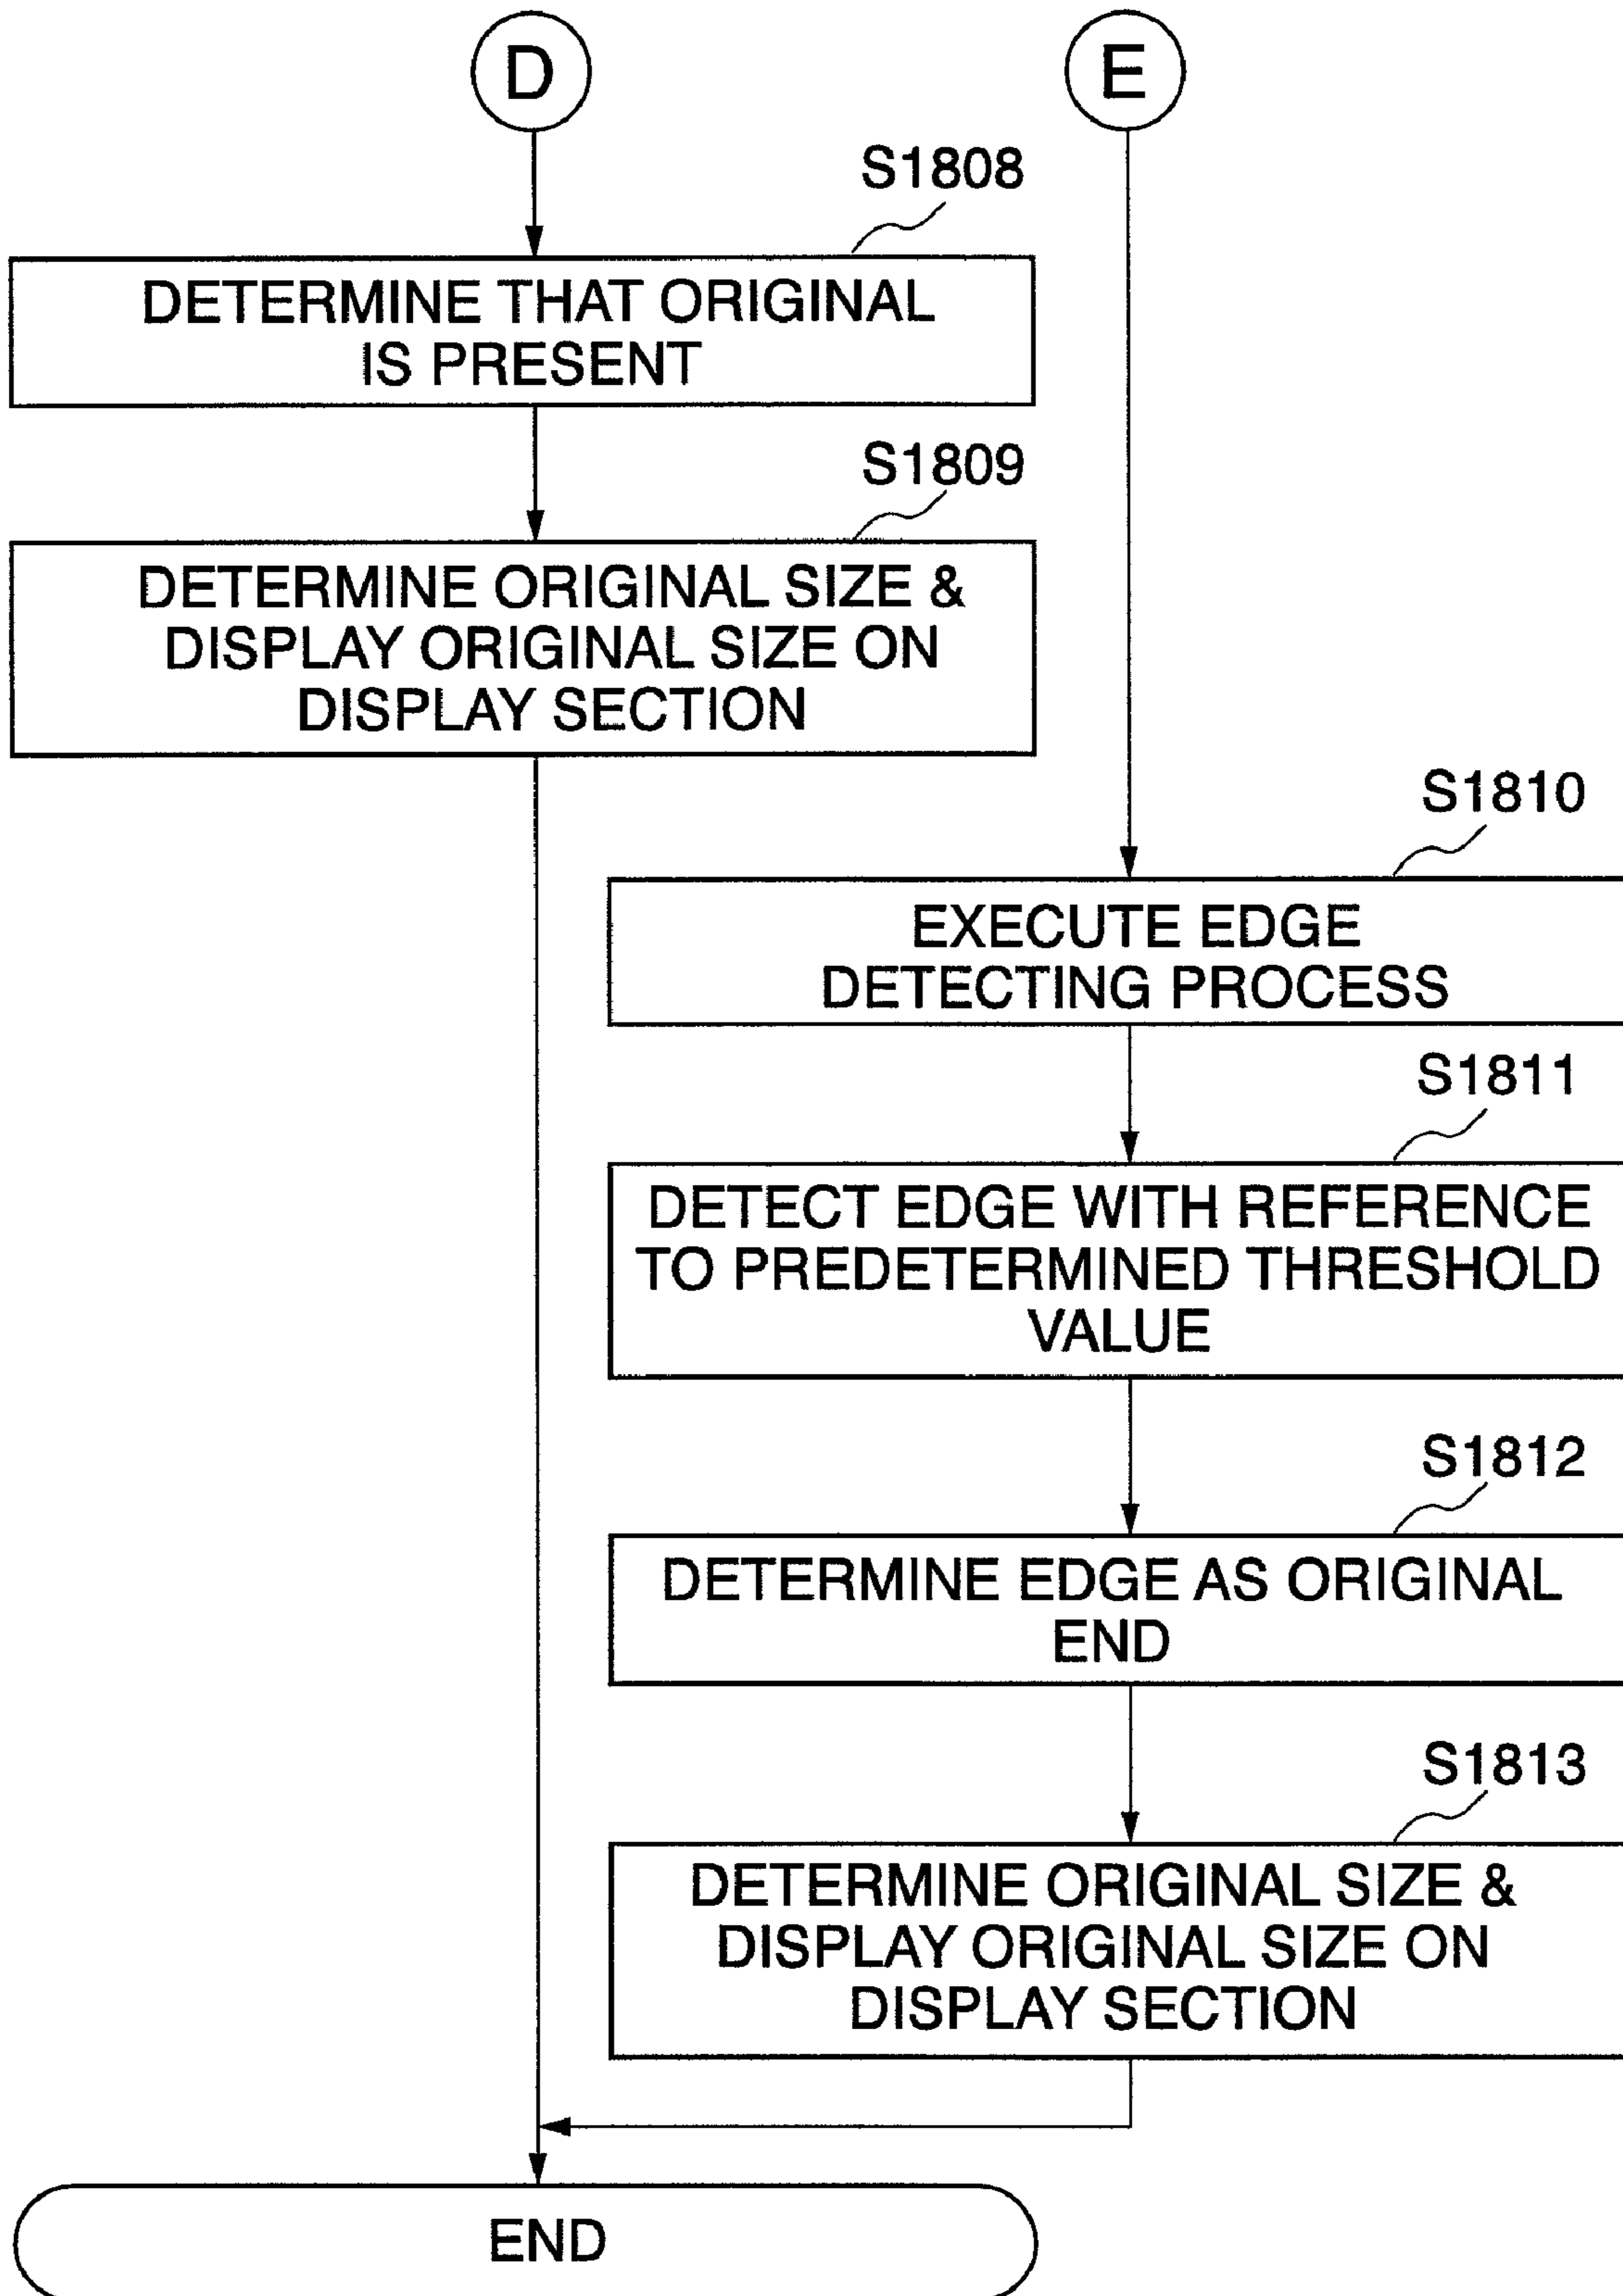 D
E
S1808
DETERMINE THAT ORIGINAL
IS PRESENT
S1809
DETERMINE ORIGINAL SIZE &
DISPLAY ORIGINAL SIZE ON
DISPLAY SECTION
S1810
EXECUTE EDGE
DETECTING PROCESS
S1811
DETECT EDGE WITH REFERENCE
TO PREDETERMINED THRESHOLD
VALUE
S1812
DETERMINE EDGE AS ORIGINAL
END
S1813
DETERMINE ORIGINAL SIZE &
DISPLAY ORIGINAL SIZE ON
DISPLAY SECTION
END